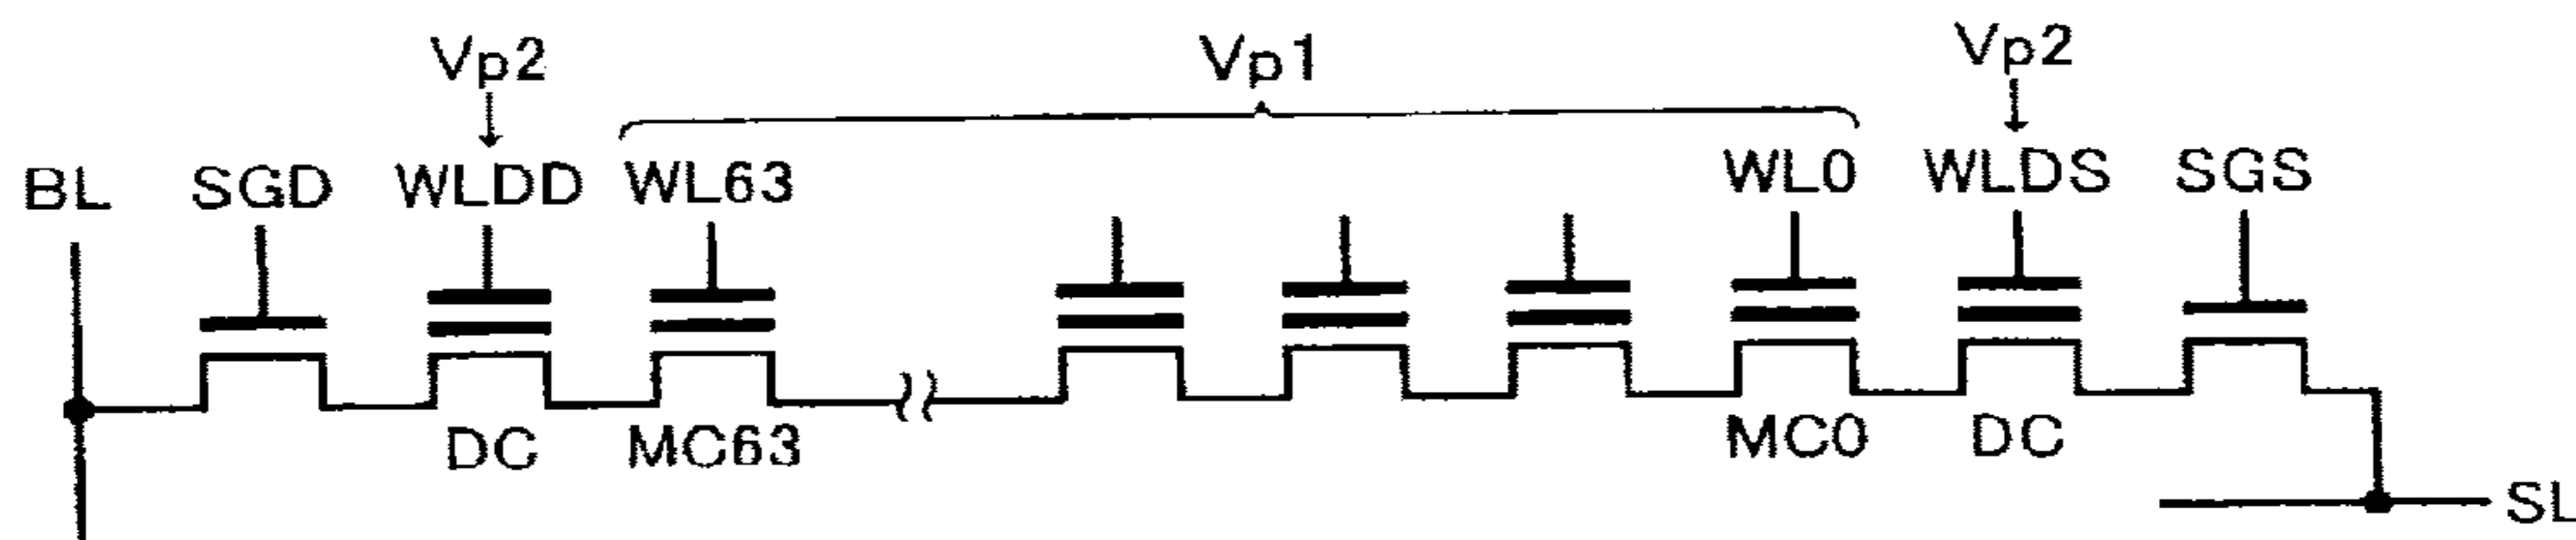 Vp2 Vp1 Vp2
BL SGD WLDD WL63 WL0 WLDS SGS
DC MC63 MC0 DC
SL